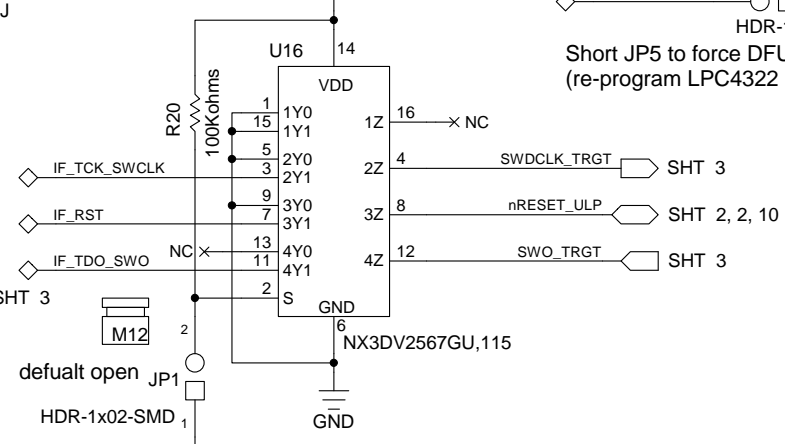 J
HDR-1
Short JP5 to force DFU
(re-program LPC4322
U16
14
VDD
R20
100Kohms
1
1Y0
15
1Y1
5
2Y0
IF_TCK_SWCLK
3
2Y1
9
3Y0
IF_RST
7
3Y1
NC
13
4Y0
IF_TDO_SWO
11
4Y1
2
S
1Z
16
NC
2Z
4
SWDCLK_TRGT
SHT 3
3Z
8
nRESET_ULP
SHT 2, 2, 10
4Z
12
SWO_TRGT
SHT 3
SHT 3
GND
6
NX3DV2567GU,115
M12
2
defualt open
JP1
HDR-1x02-SMD
1
GND